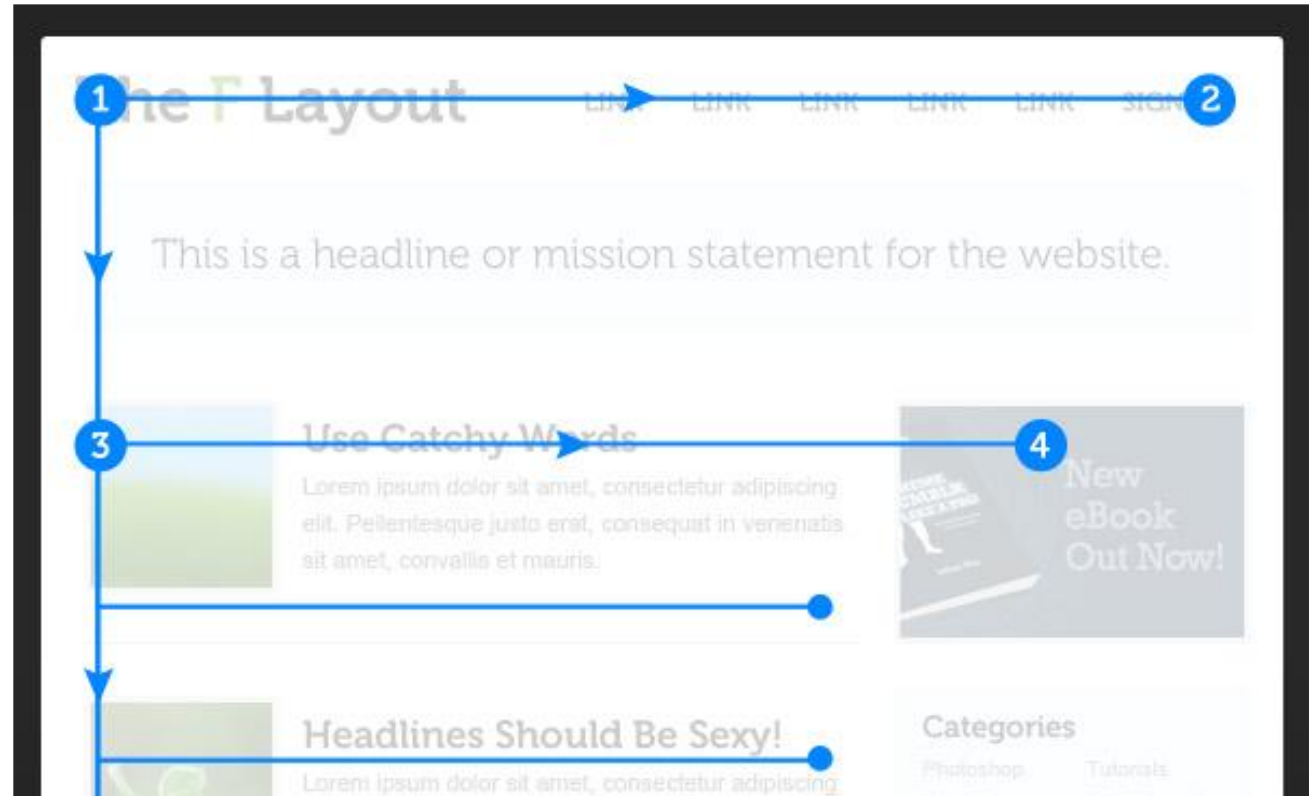 1 The F Layout LINK LINK LINK LINK LINK SIGN 2
This is a headline or mission statement for the website.
3 Use Catchy Words 4
Lorem ipsum dolor sit amet, consectetur adipiscing
elit. Pellentesque justo erat, consequat in venenatis
sit amet, convallis et mauris.
New
eBook
Out Now!
Headlines Should Be Sexy!
Lorem ipsum dolor sit amet, consectetur adipiscing
Categories
Photoshop Tutorials